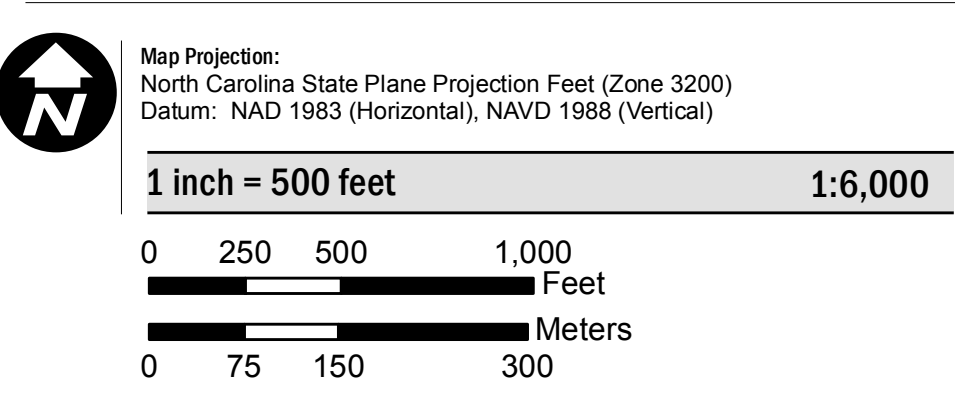 N
Map Projection:
North Carolina State Plane Projection Feet (Zone 3200)
Datum: NAD 1983 (Horizontal), NAVD 1988 (Vertical)
1 inch = 500 feet 1:6,000
0 250 500 1,000
Feet
Meters
0 75 150 300